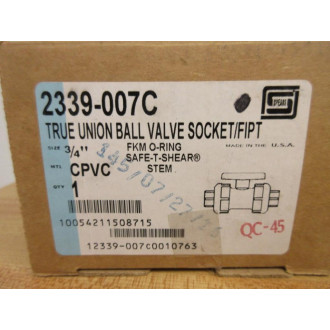 SPEARS
2339-007C
TRUE UNION BALL VALVE SOCKET/FIPT
SIZE 3/4" FKM O-RING MADE IN THE U.S.A.
SAFE-T-SHEAR®
MTL CPVC STEM
QTY 1
10054211508715
QC-45
12339-007C0010763